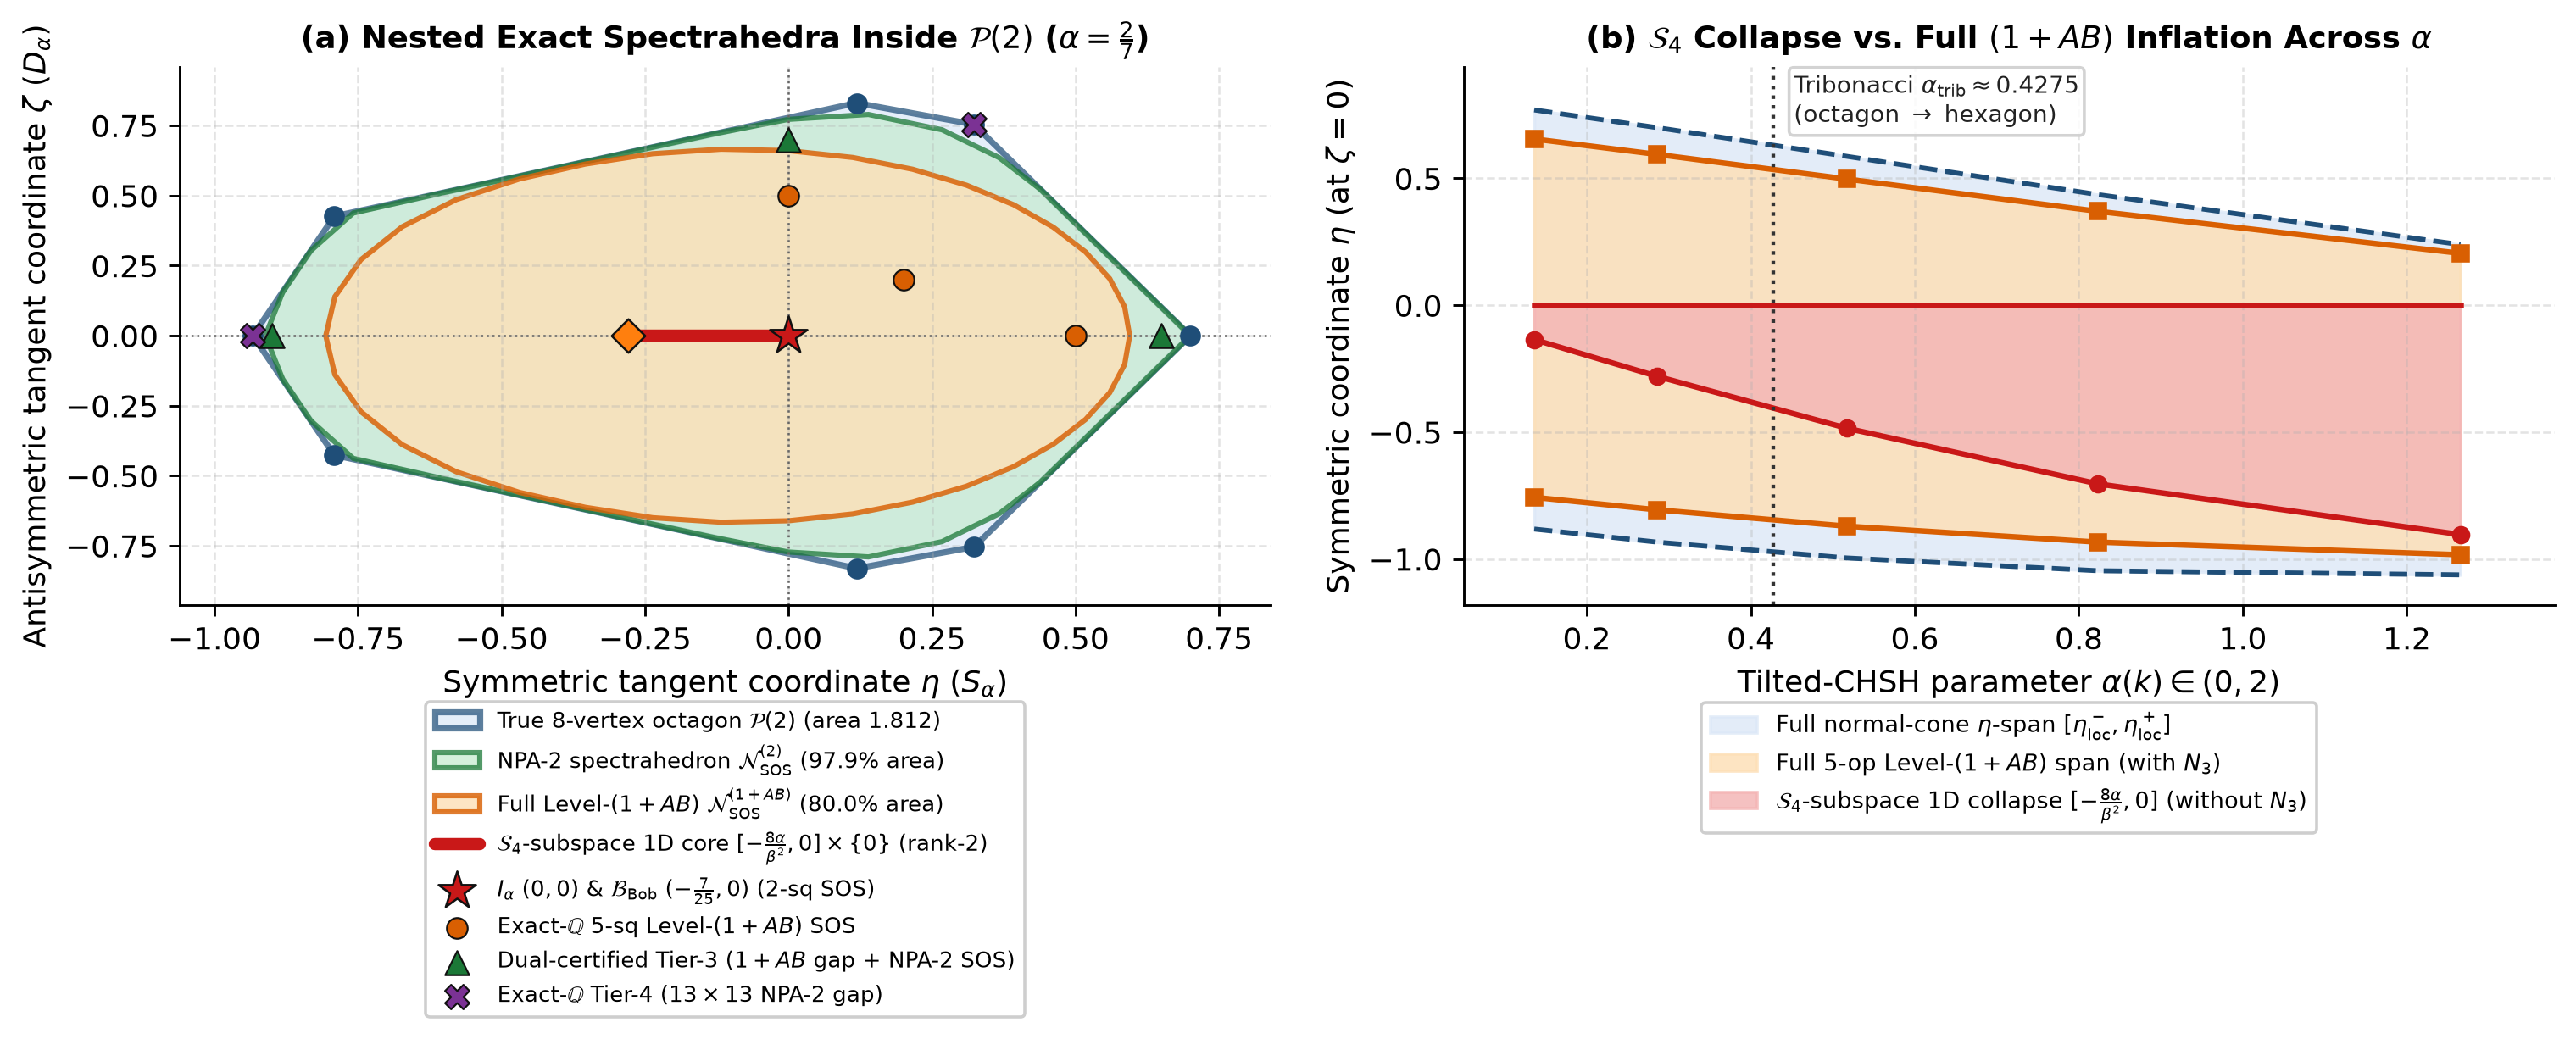 (a) Nested Exact Spectrahedra Inside 𝒫(2) (α = 2/7)
Antisymmetric tangent coordinate ζ (D_α)
0.75
0.50
0.25
0.00
−0.25
−0.50
−0.75
−1.00 −0.75 −0.50 −0.25 0.00 0.25 0.50 0.75
Symmetric tangent coordinate η (S_α)
True 8-vertex octagon 𝒫(2) (area 1.812)
NPA-2 spectrahedron 𝒩_SOS^(2) (97.9% area)
Full Level-(1 + AB) 𝒩_SOS^(1+AB) (80.0% area)
𝒮₄-subspace 1D core [−8α/β², 0] × {0} (rank-2)
I_α (0, 0) & ℬ_Bob (−7/25, 0) (2-sq SOS)
Exact-ℚ 5-sq Level-(1 + AB) SOS
Dual-certified Tier-3 (1 + AB gap + NPA-2 SOS)
Exact-ℚ Tier-4 (13 × 13 NPA-2 gap)
(b) 𝒮₄ Collapse vs. Full (1 + AB) Inflation Across α
Symmetric coordinate η (at ζ = 0)
Tribonacci α_trib ≈ 0.4275
(octagon → hexagon)
0.5
0.0
−0.5
−1.0
0.2 0.4 0.6 0.8 1.0 1.2
Tilted-CHSH parameter α(k) ∈ (0, 2)
Full normal-cone η-span [η_loc^−, η_loc^+]
Full 5-op Level-(1 + AB) span (with N₃)
𝒮₄-subspace 1D collapse [−8α/β², 0] (without N₃)